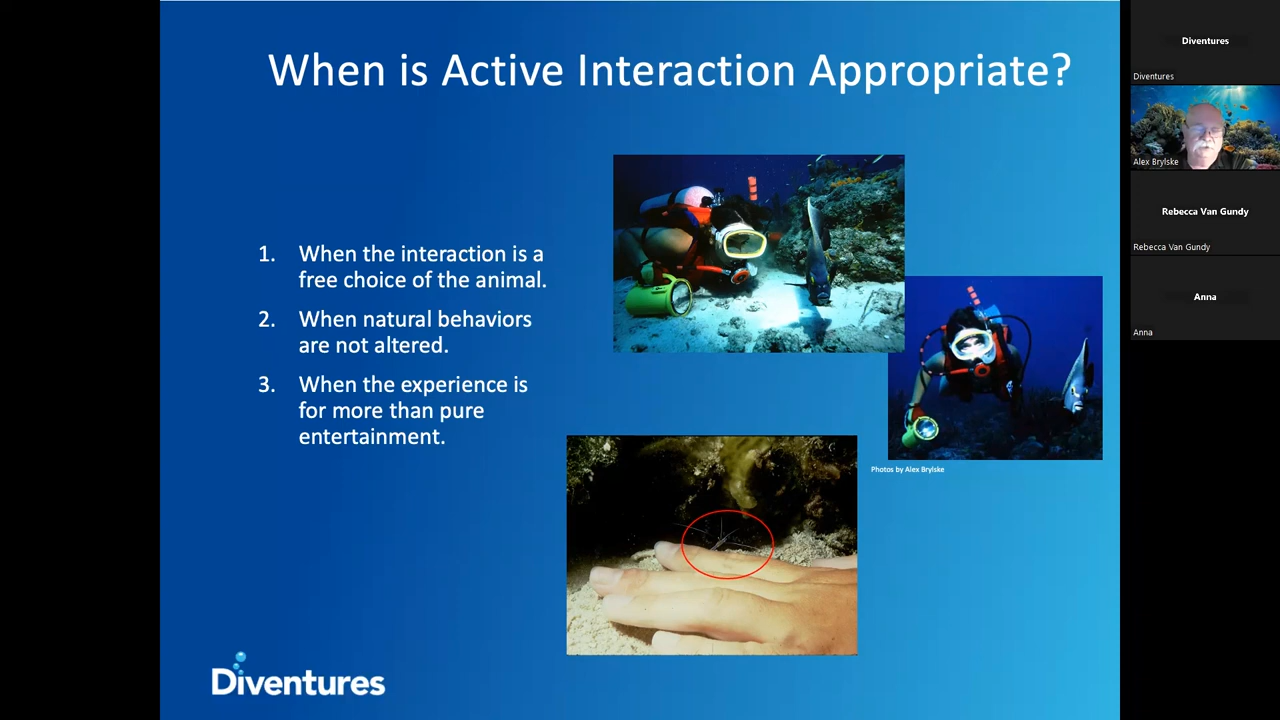 When is Active Interaction Appropriate?
1. When the interaction is a
free choice of the animal.
2. When natural behaviors
are not altered.
3. When the experience is
for more than pure
entertainment.
Photos by Alex Brylske
Diventures
Diventures
Diventures
Alex Brylske
Rebecca Van Gundy
Rebecca Van Gundy
Anna
Anna